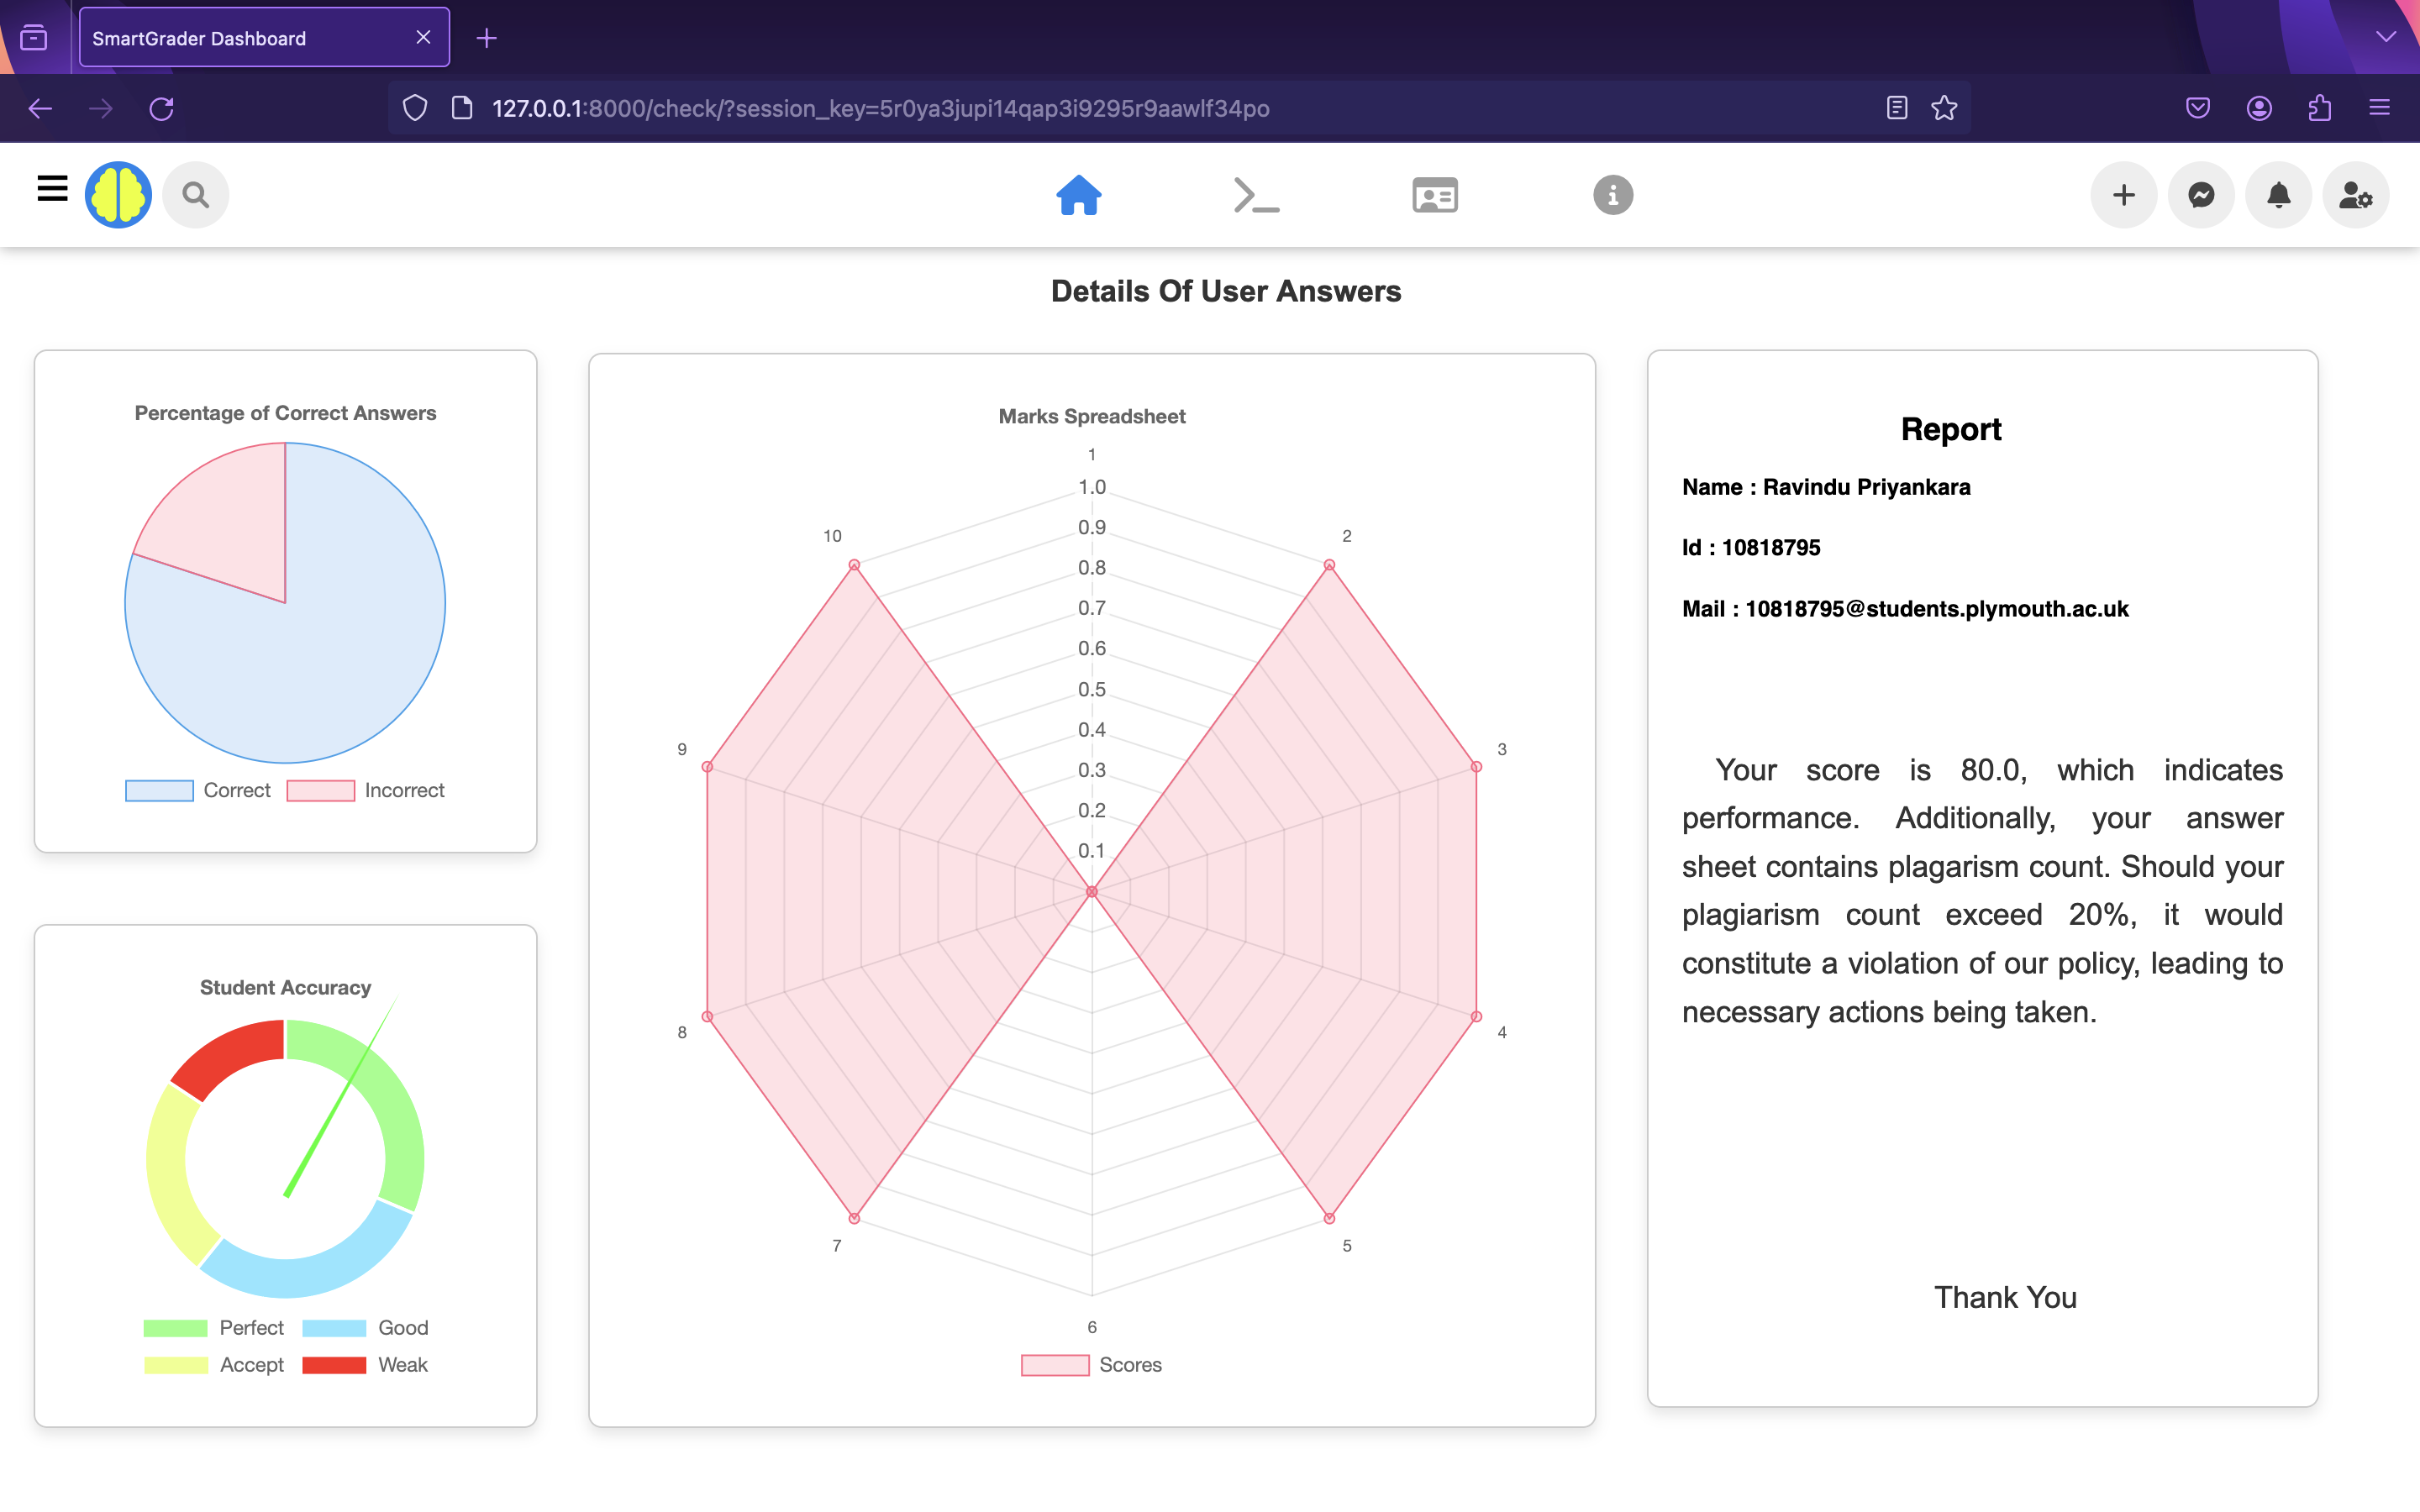 SmartGrader Dashboard
127.0.0.1:8000/check/?session_key=5r0ya3jupi14qap3i9295r9aawlf34po
Details Of User Answers
Percentage of Correct Answers
Correct Incorrect
Student Accuracy
Perfect Good
Accept Weak
Marks Spreadsheet
1
1.0
0.9
10 2
0.8
0.7
0.6
0.5
0.4
9 3
0.3
0.2
0.1
8 4
7 5
6
Scores
Report
Name : Ravindu Priyankara
Id : 10818795
Mail : 10818795@students.plymouth.ac.uk
Your score is 80.0, which indicates
performance. Additionally, your answer
sheet contains plagarism count. Should your
plagiarism count exceed 20%, it would
constitute a violation of our policy, leading to
necessary actions being taken.
Thank You